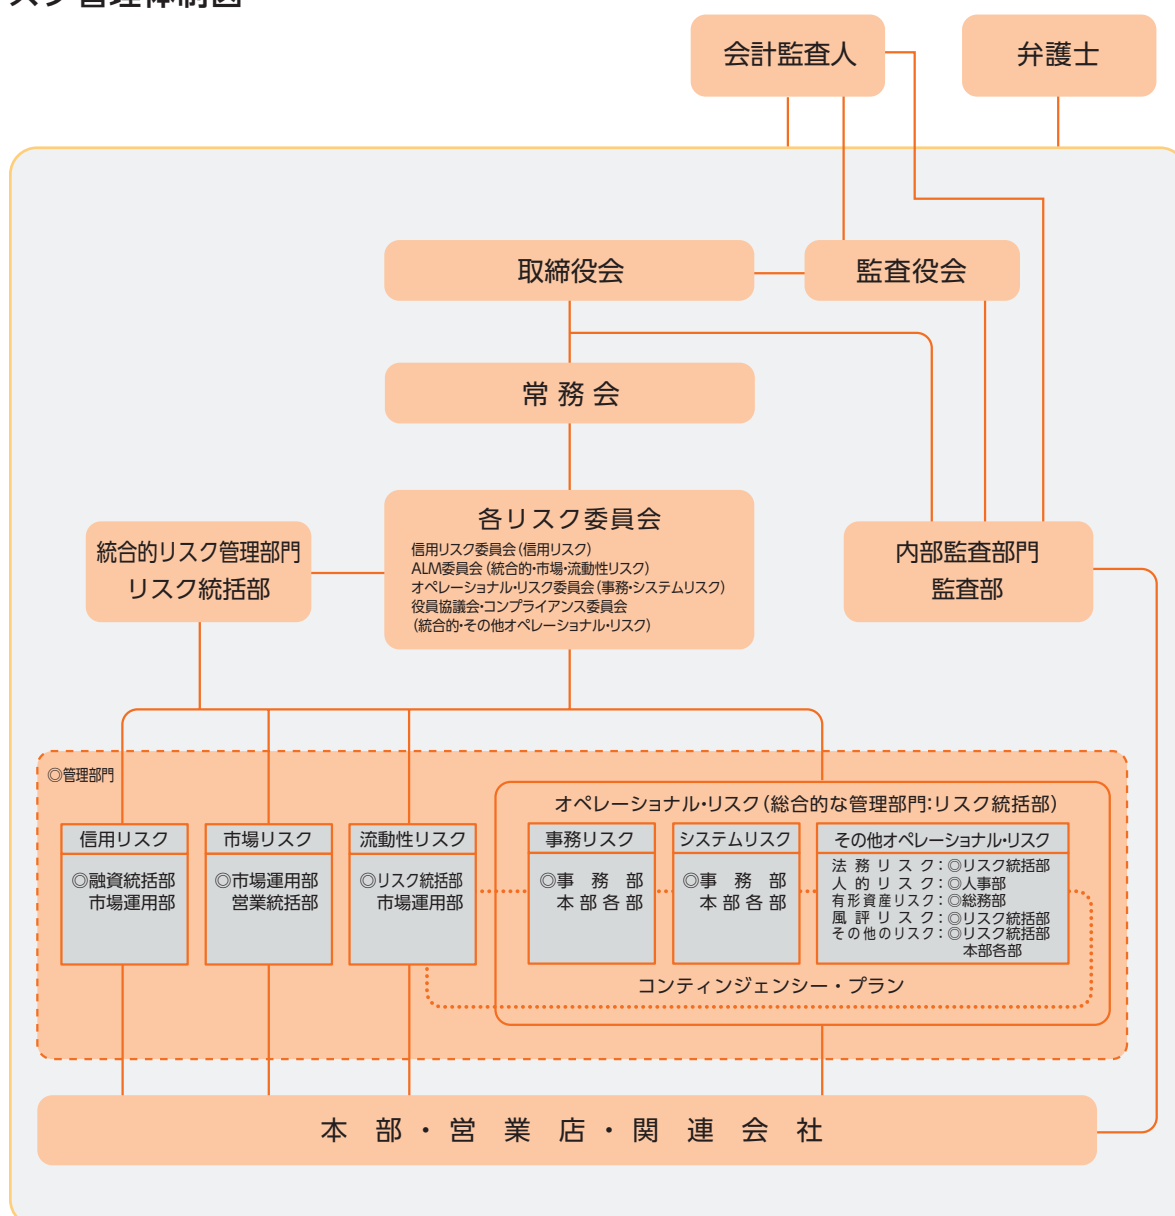 スク管理体制図
会計監査人
弁護士
取締役会
監査役会
常務会
各リスク委員会
信用リスク委員会(信用リスク)
ALM委員会(統合的・市場・流動性リスク)
オペレーショナル・リスク委員会(事務・システムリスク)
役員協議会・コンプライアンス委員会
(統合的・その他オペレーショナル・リスク)
統合的リスク管理部門
リスク統括部
内部監査部門
監査部
◎管理部門
オペレーショナル・リスク(総合的な管理部門:リスク統括部)
信用リスク
◎融資統括部
市場運用部
市場リスク
◎市場運用部
営業統括部
流動性リスク
◎リスク統括部
市場運用部
事務リスク
◎事務部
本部各部
システムリスク
◎事務部
本部各部
その他オペレーショナル・リスク
法務リスク:◎リスク統括部
人的リスク:◎人事部
有形資産リスク:◎総務部
風評リスク:◎リスク統括部
その他のリスク:◎リスク統括部
本部各部
コンティンジェンシー・プラン
本部・営業店・関連会社